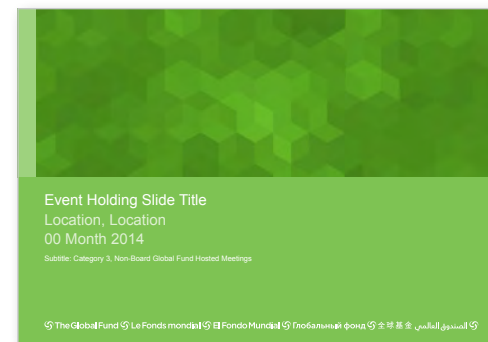 Event Holding Slide Title
Location, Location
00 Month 2014
Subtitle: Category 3, Non-Board Global Fund Hosted Meetings
The Global Fund Le Fonds mondial El Fondo Mundial Глобальный фонд 全球基金 الصندوق العالمي